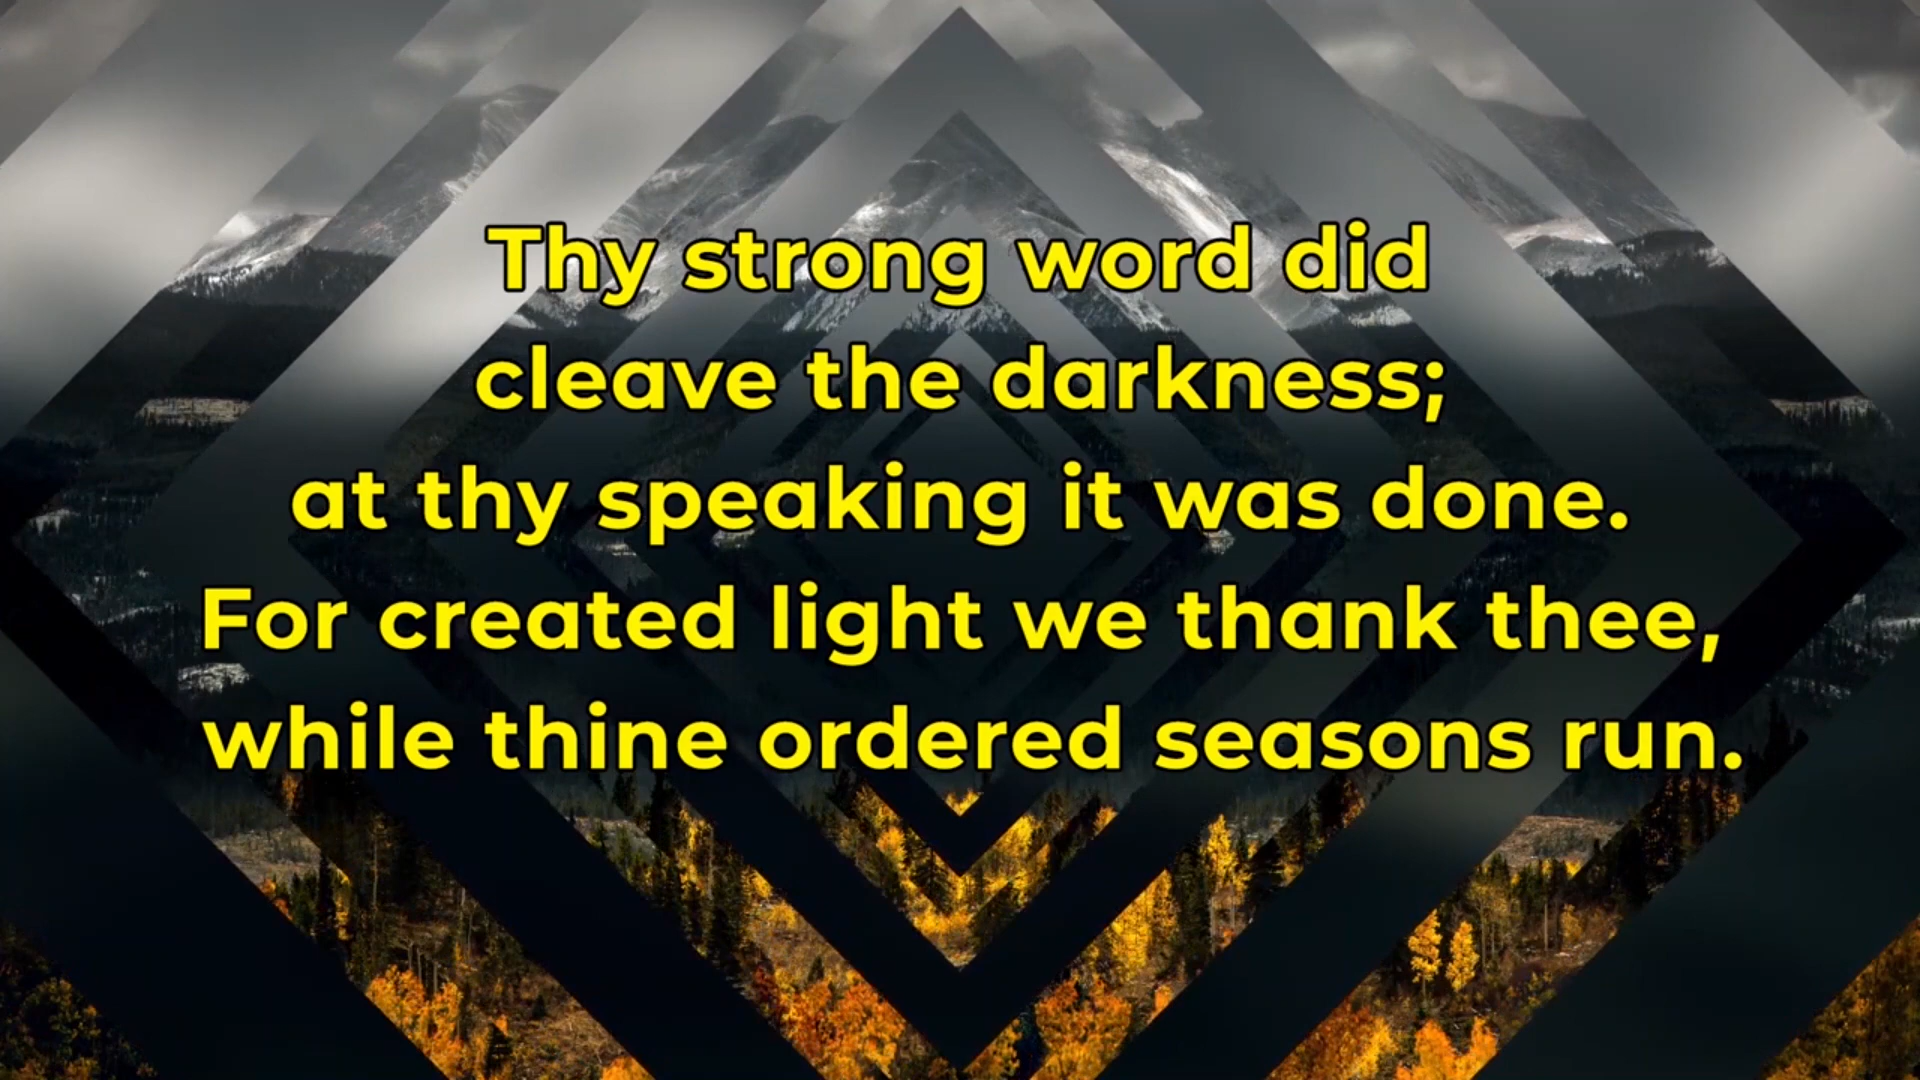 Thy strong word did
cleave the darkness;
at thy speaking it was done.
For created light we thank thee,
while thine ordered seasons run.